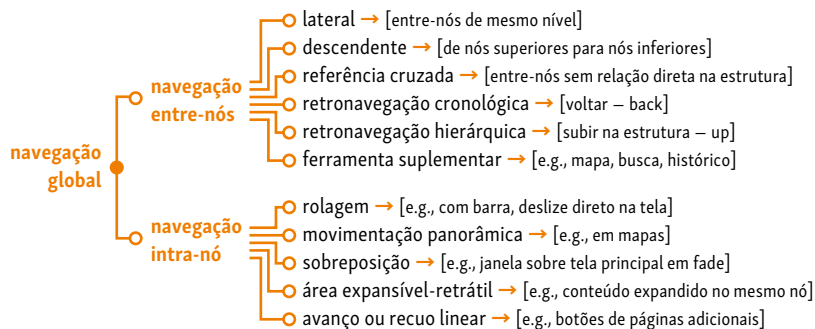 navegação
global
navegação
entre-nós
lateral → [entre-nós de mesmo nível]
descendente → [de nós superiores para nós inferiores]
referência cruzada → [entre-nós sem relação direta na estrutura]
retronavegação cronológica → [voltar – back]
retronavegação hierárquica → [subir na estrutura – up]
ferramenta suplementar → [e.g., mapa, busca, histórico]
navegação
intra-nó
rolagem → [e.g., com barra, deslize direto na tela]
movimentação panorâmica → [e.g., em mapas]
sobreposição → [e.g., janela sobre tela principal em fade]
área expansível-retrátil → [e.g., conteúdo expandido no mesmo nó]
avanço ou recuo linear → [e.g., botões de páginas adicionais]